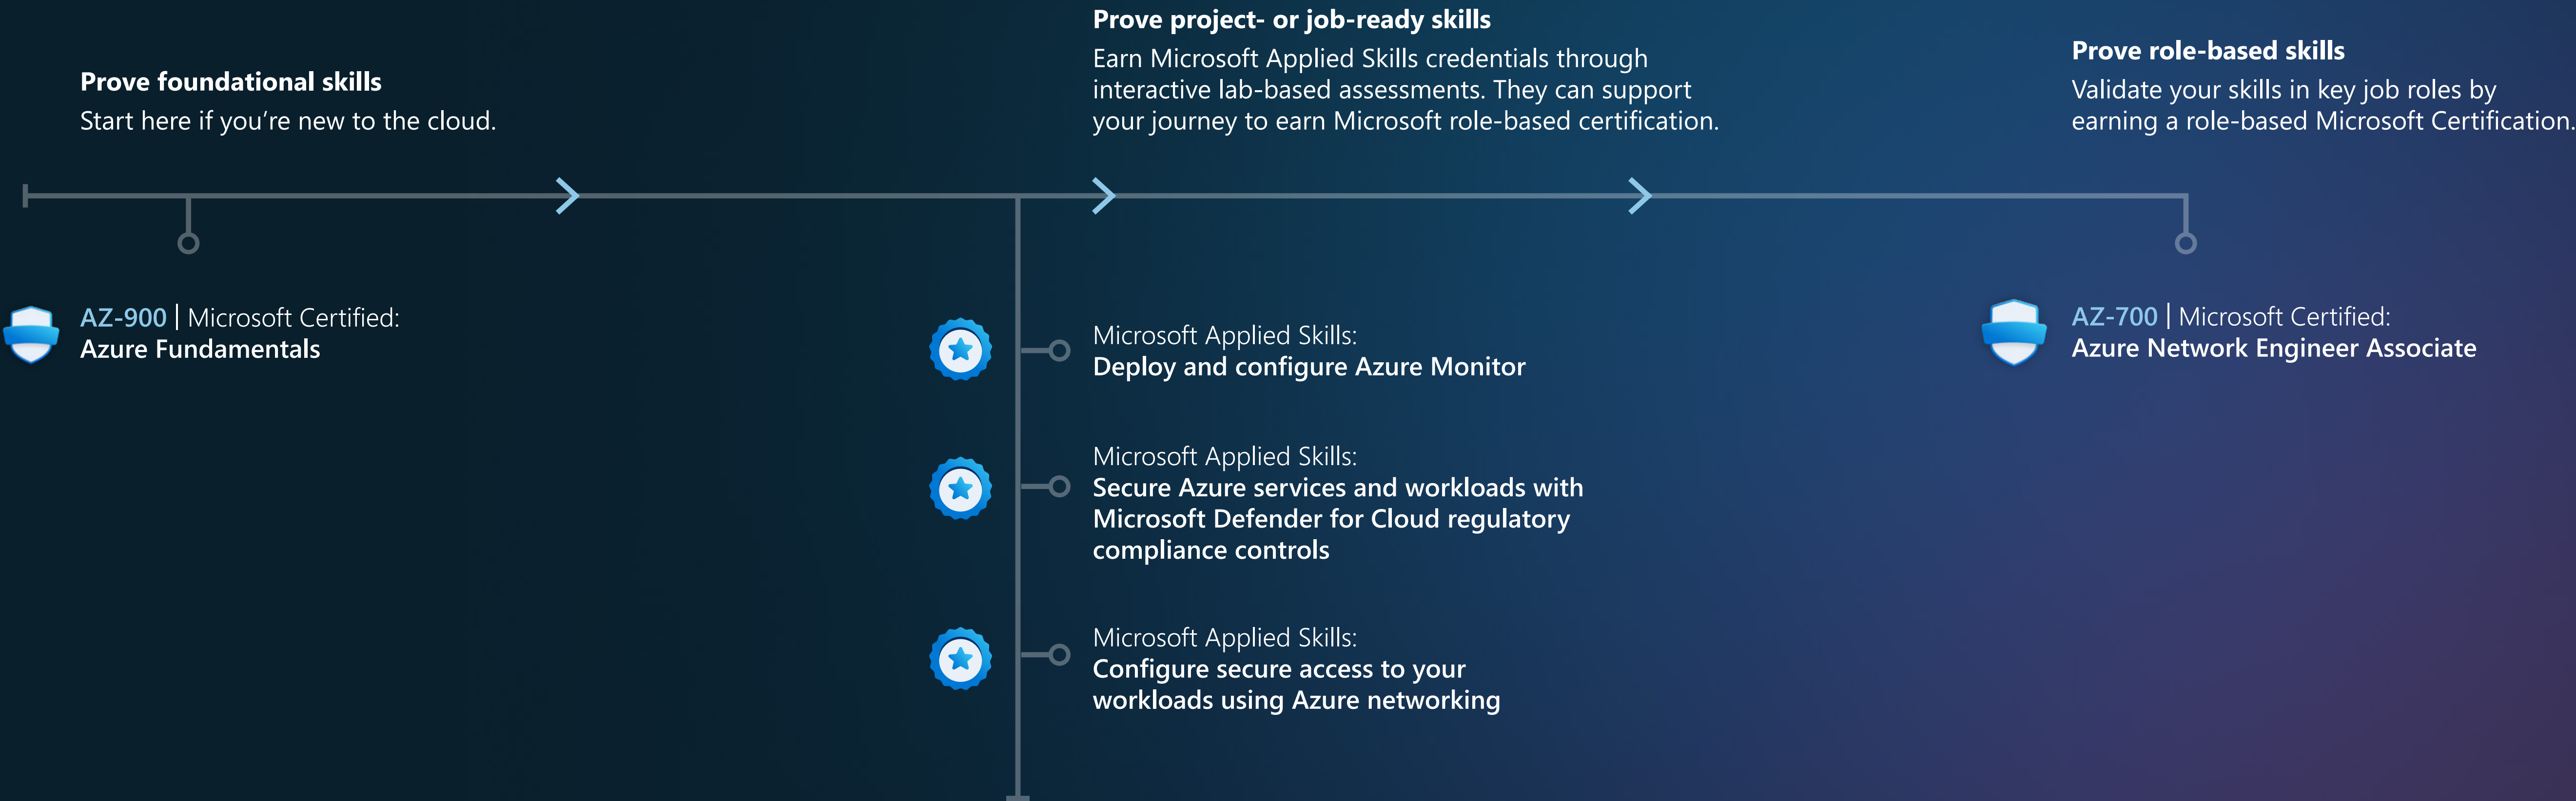 Prove foundational skills
Start here if you’re new to the cloud.
Prove project- or job-ready skills
Earn Microsoft Applied Skills credentials through
interactive lab-based assessments. They can support
your journey to earn Microsoft role-based certification.
Prove role-based skills
Validate your skills in key job roles by
earning a role-based Microsoft Certification.
AZ-900 | Microsoft Certified:
Azure Fundamentals
Microsoft Applied Skills:
Deploy and configure Azure Monitor
Microsoft Applied Skills:
Secure Azure services and workloads with
Microsoft Defender for Cloud regulatory
compliance controls
Microsoft Applied Skills:
Configure secure access to your
workloads using Azure networking
AZ-700 | Microsoft Certified:
Azure Network Engineer Associate